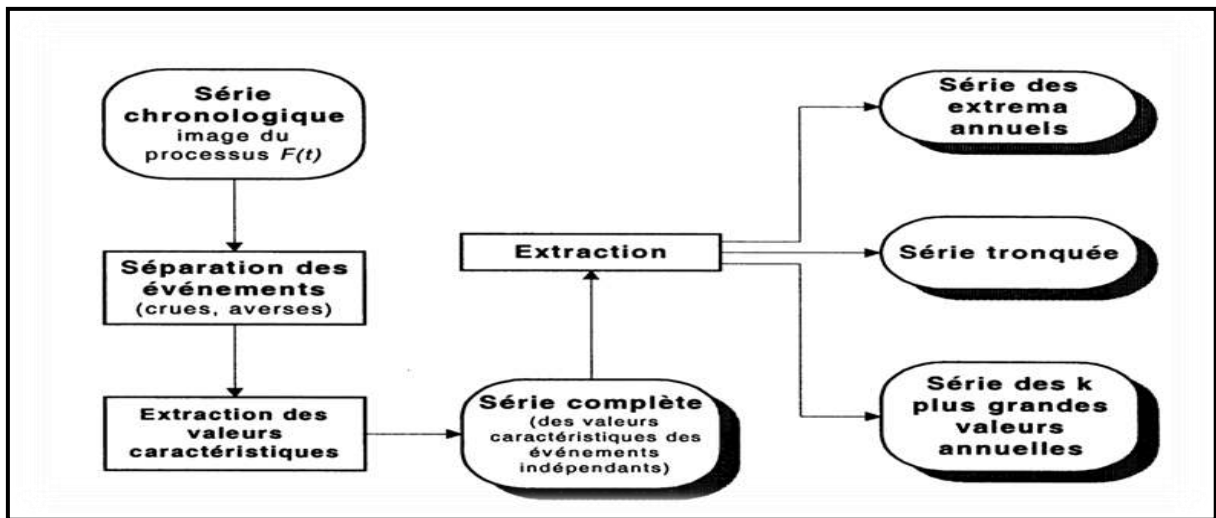 Série
chronologique
image du
processus F(t)
Séparation des
événements
(crues, averses)
Extraction des
valeurs
caractéristiques
Série complète
(des valeurs
caractéristiques des
événements
indépendants)
Extraction
Série des
extrema
annuels
Série tronquée
Série des k
plus grandes
valeurs
annuelles